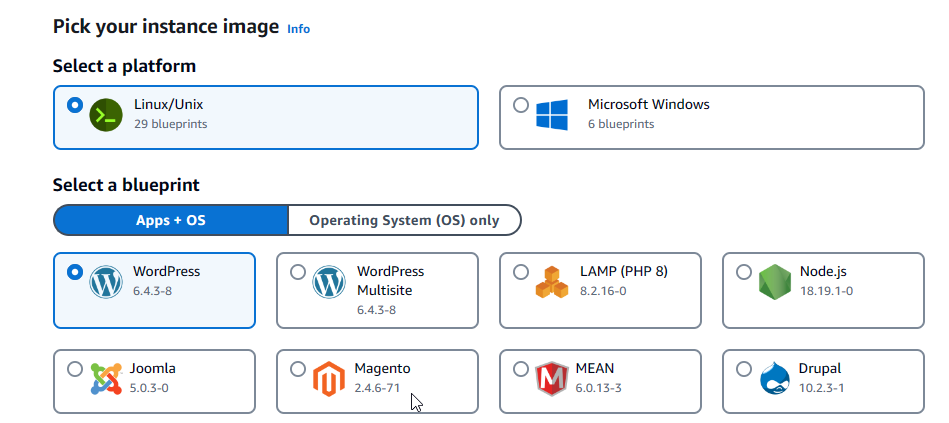 Pick your instance image Info
Select a platform
Linux/Unix
29 blueprints
Microsoft Windows
6 blueprints
Select a blueprint
Apps + OS
Operating System (OS) only
WordPress
6.4.3-8
WordPress
Multisite
6.4.3-8
LAMP (PHP 8)
8.2.16-0
Node.js
18.19.1-0
Joomla
5.0.3-0
Magento
2.4.6-71
MEAN
6.0.13-3
Drupal
10.2.3-1